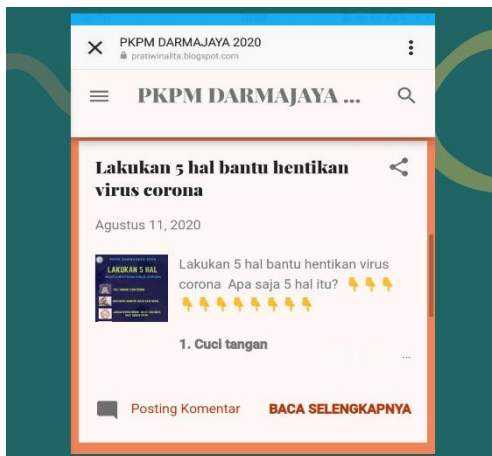 PKPM DARMAJAYA 2020
pratiwinalita.blogspot.com
PKPM DARMAJAYA ...
Lakukan 5 hal bantu hentikan
virus corona
Agustus 11, 2020
LAKUKAN 5 HAL
Lakukan 5 hal bantu hentikan virus
corona Apa saja 5 hal itu? 👇👇👇
👇👇👇👇👇👇👇👇
1. Cuci tangan
...
Posting Komentar
BACA SELENGKAPNYA